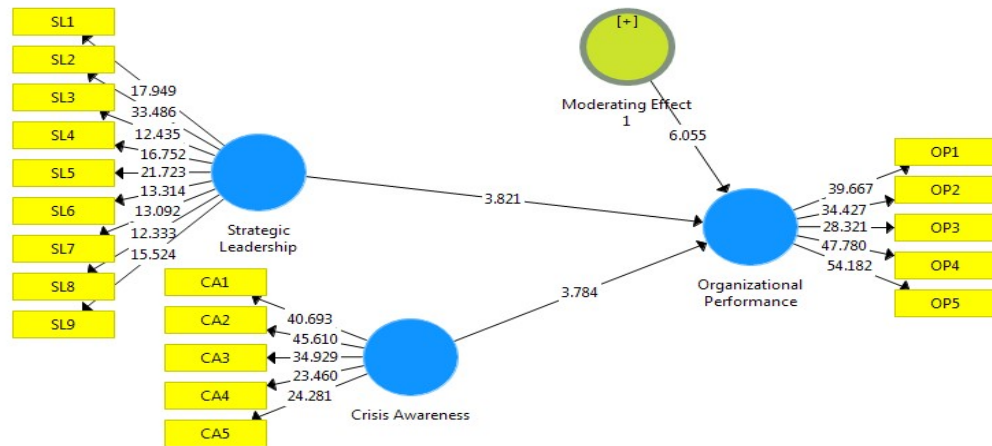 SL1
SL2
SL3
SL4
SL5
SL6
SL7
SL8
SL9
17.949
33.486
12.435
16.752
21.723
13.314
13.092
12.333
15.524
Strategic
Leadership
[+]
Moderating Effect
1
6.055
3.821
3.784
CA1
CA2
CA3
CA4
CA5
40.693
45.610
34.929
23.460
24.281
Crisis Awareness
Organizational
Performance
39.667
34.427
28.321
47.780
54.182
OP1
OP2
OP3
OP4
OP5